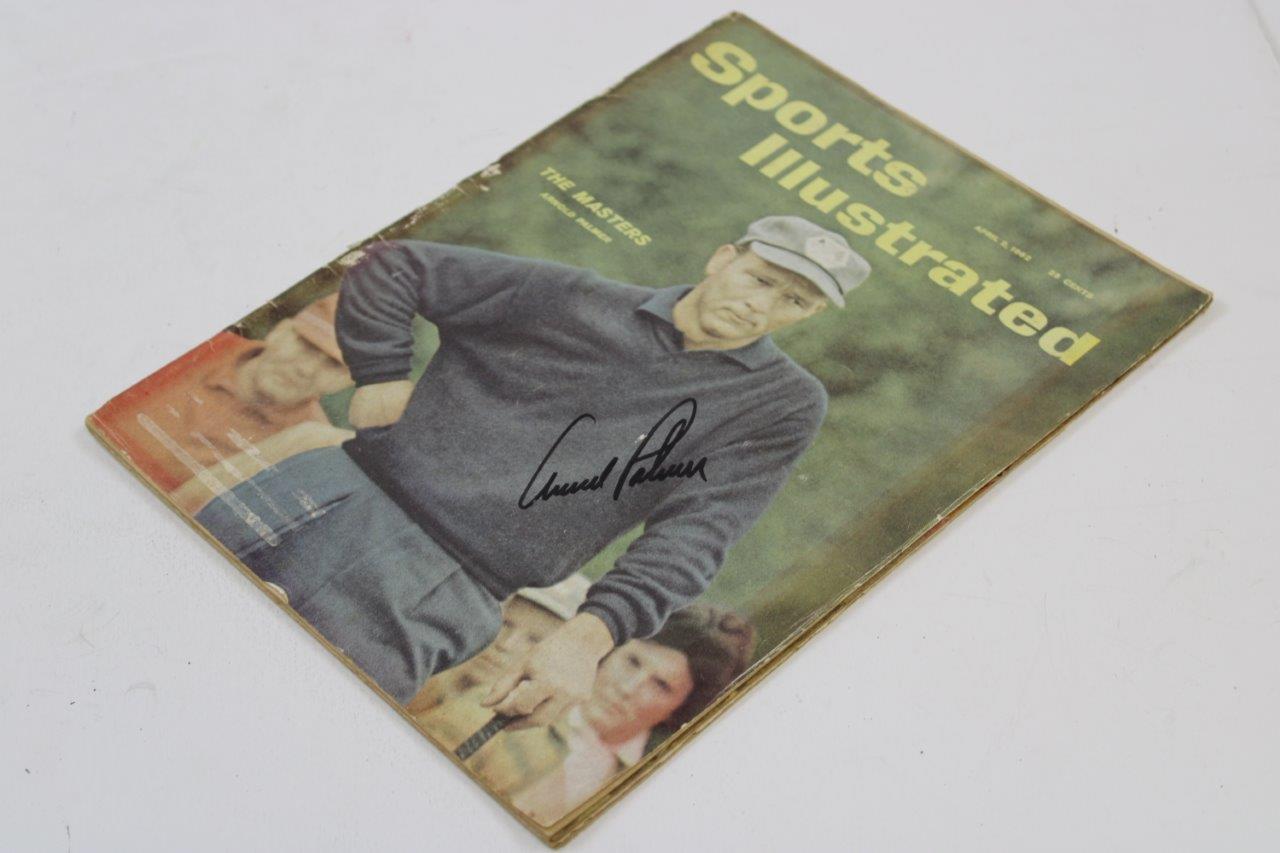 Sports
Illustrated
THE MASTERS
ARNOLD PALMER
APRIL 2, 1962
25 CENTS
Arnold Palmer